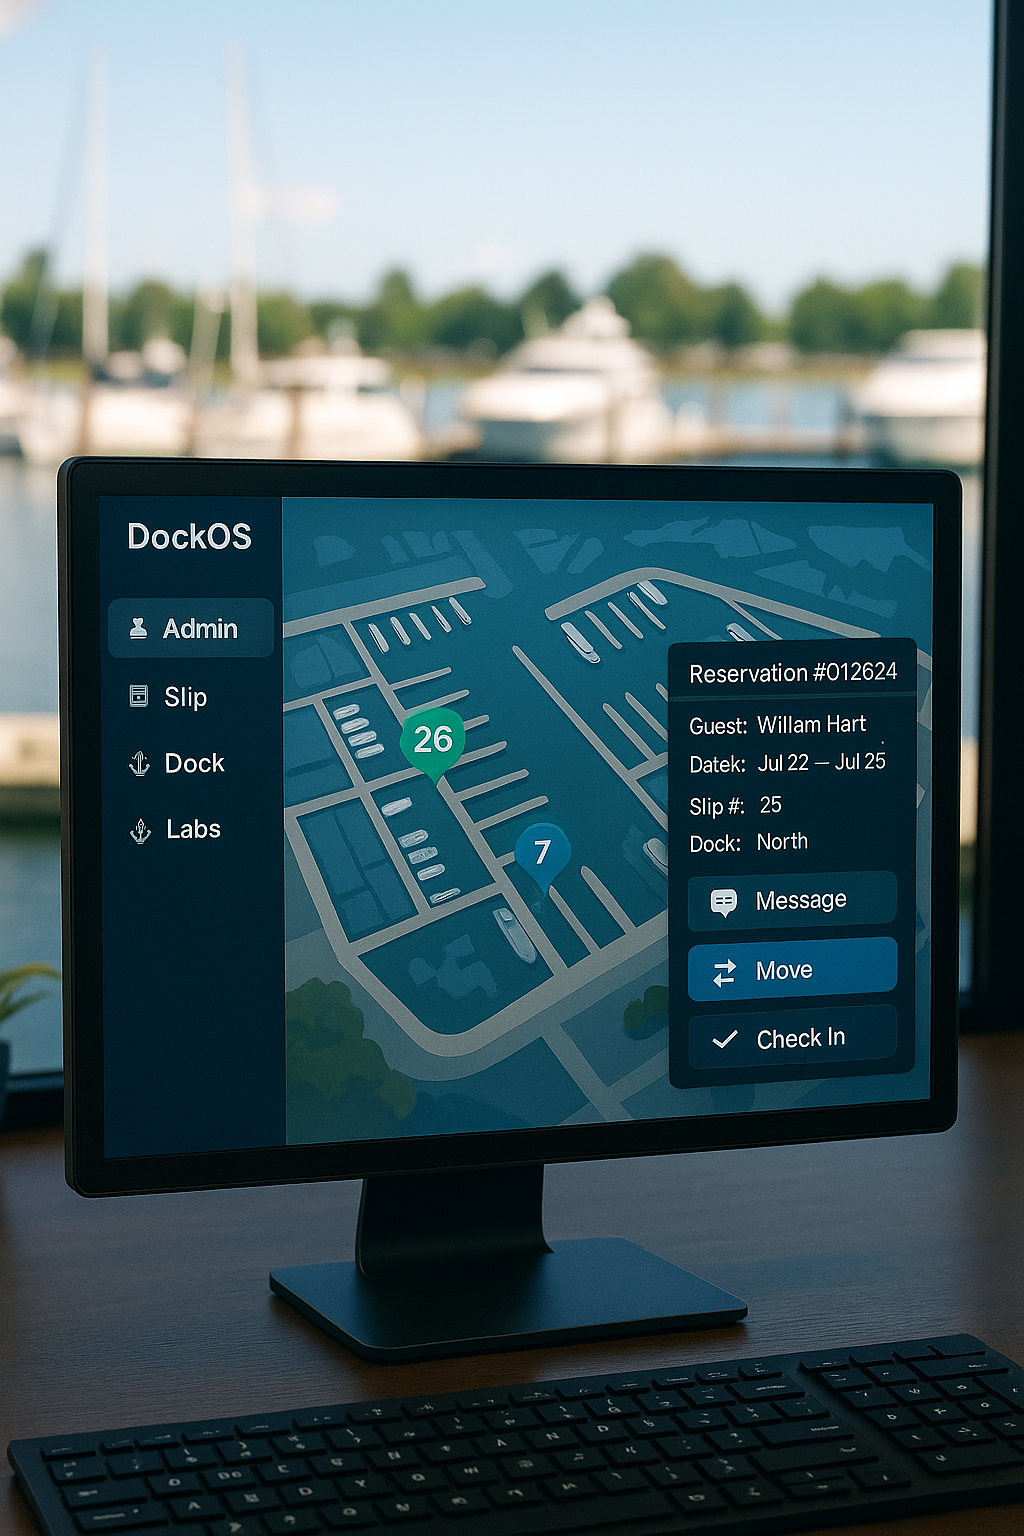 DockOS
Admin
Slip
Dock
Labs
26
7
Reservation #012624
Guest: Willam Hart
Datek: Jul 22 – Jul 25
Slip #: 25
Dock: North
Message
Move
Check In